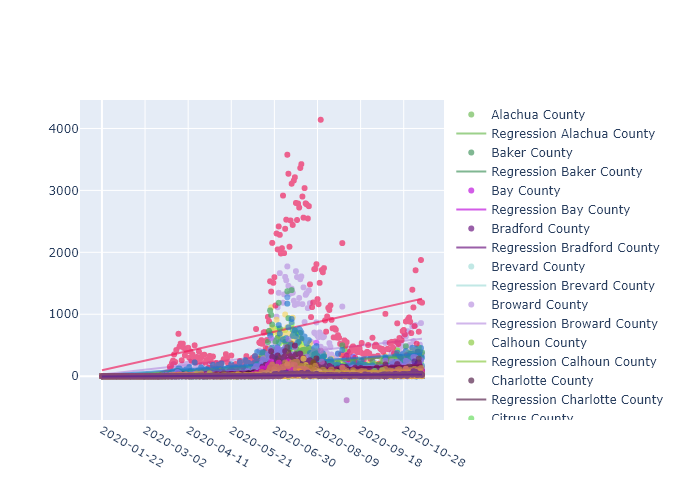 4000
3000
2000
1000
0
2020-01-22
2020-03-02
2020-04-11
2020-05-21
2020-06-30
2020-08-09
2020-09-18
2020-10-28
Alachua County
Regression Alachua County
Baker County
Regression Baker County
Bay County
Regression Bay County
Bradford County
Regression Bradford County
Brevard County
Regression Brevard County
Broward County
Regression Broward County
Calhoun County
Regression Calhoun County
Charlotte County
Regression Charlotte County
Citrus County